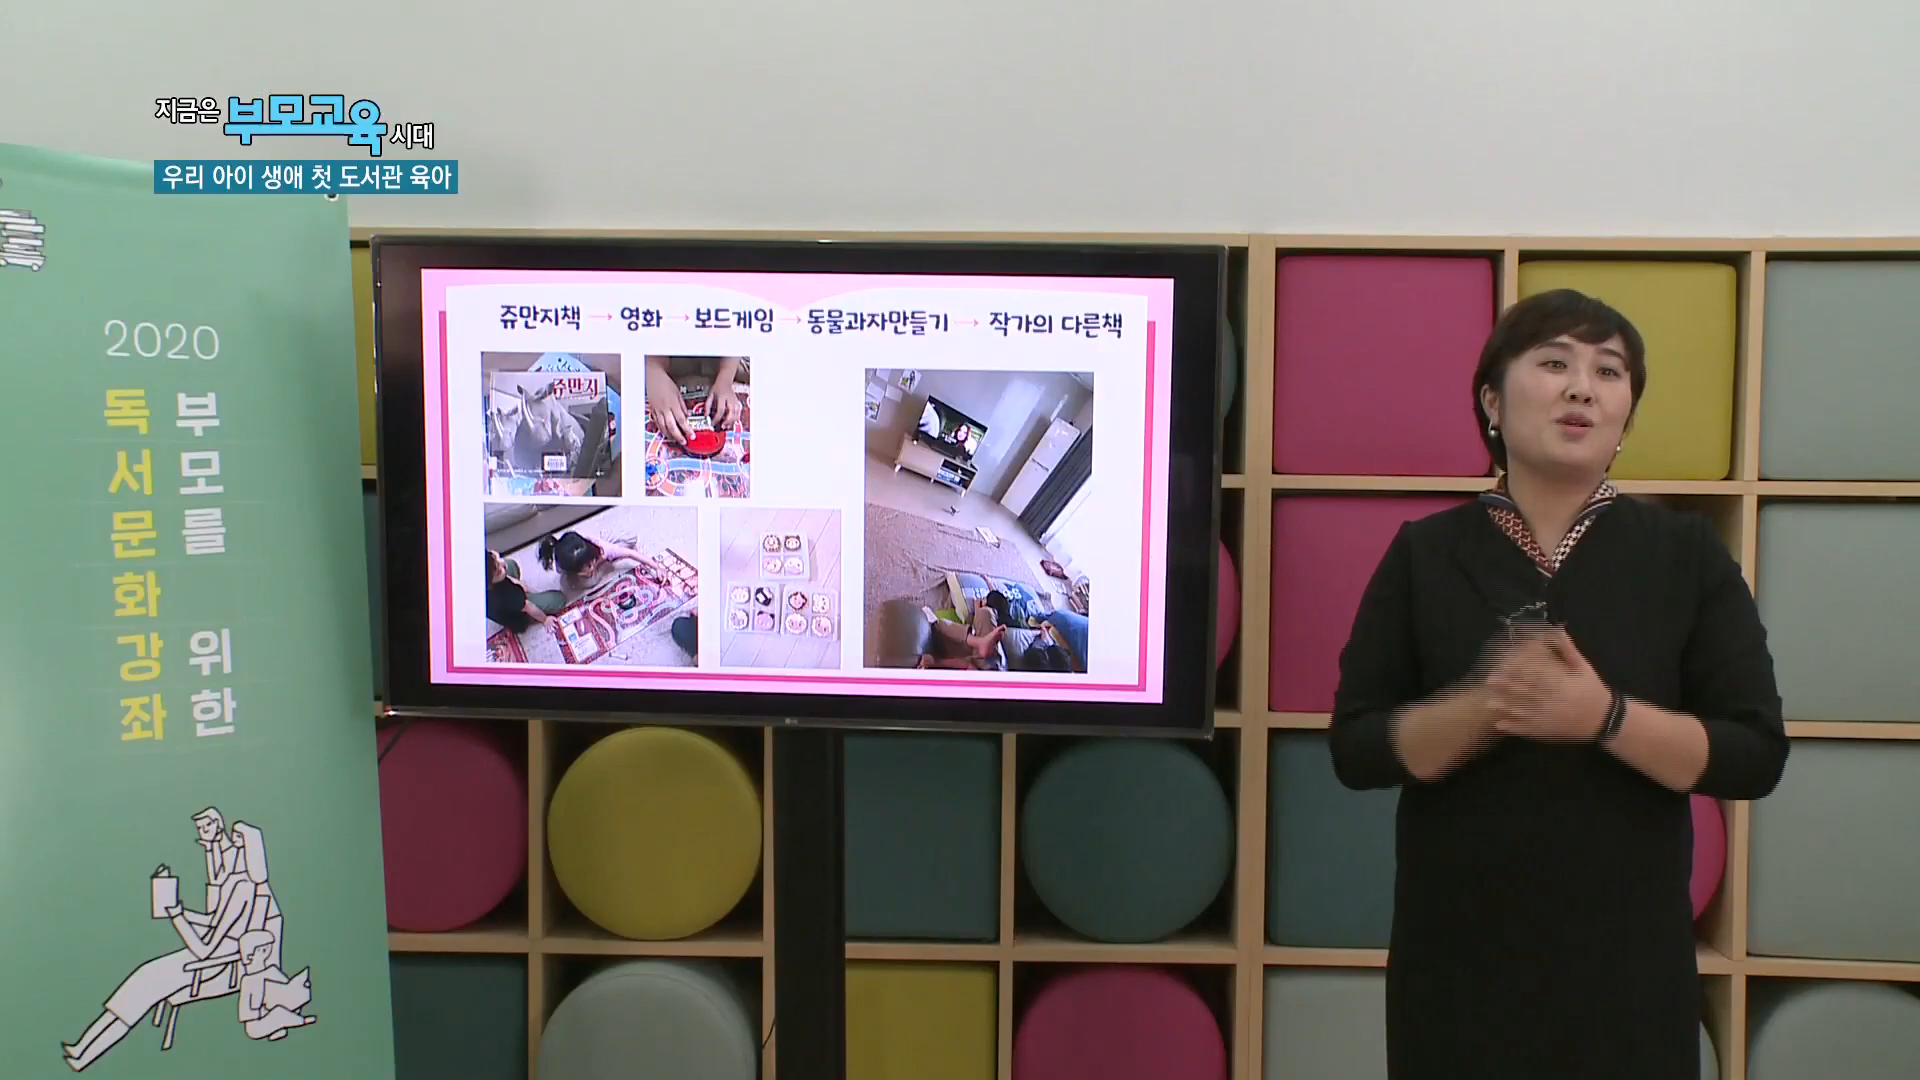 지금은 부모교육 시대
우리 아이 생애 첫 도서관 육아
2020
부모를 위한
독서문화강좌
쥬만지책 → 영화 → 보드게임 → 동물과자만들기 → 작가의 다른책
쥬만지
LG